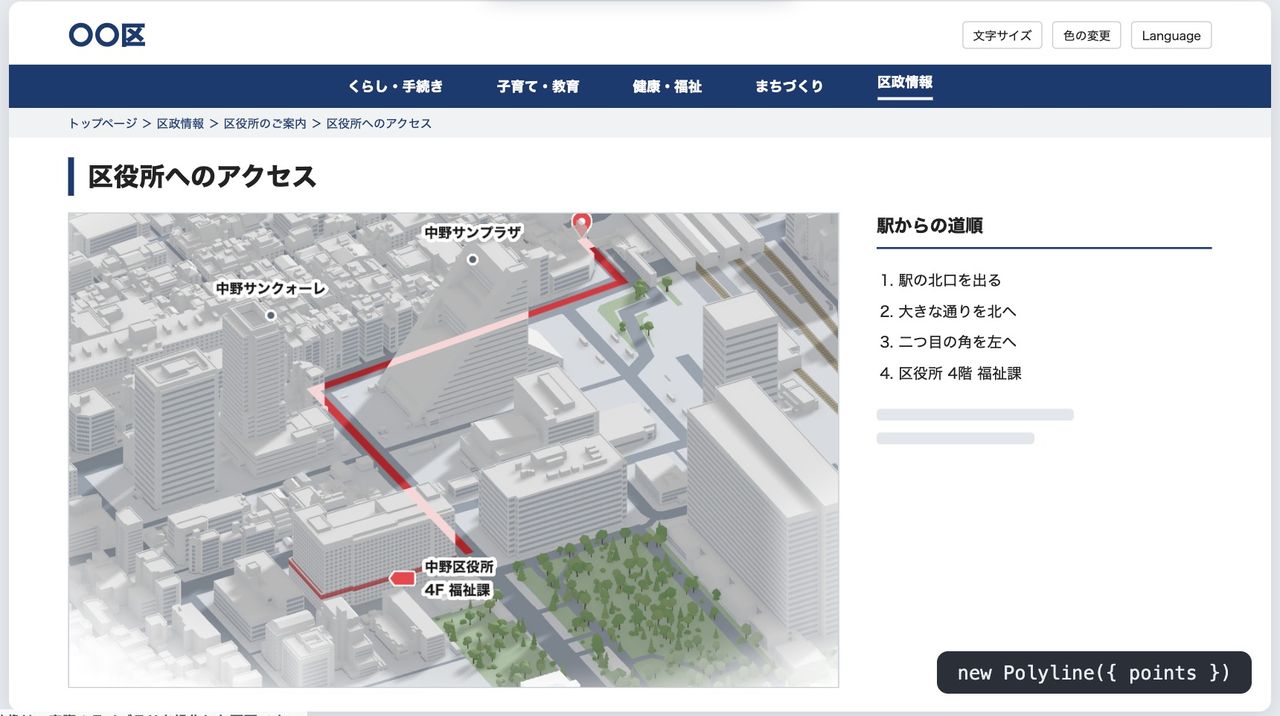 〇〇区
文字サイズ
色の変更
Language
くらし・手続き
子育て・教育
健康・福祉
まちづくり
区政情報
トップページ > 区政情報 > 区役所のご案内 > 区役所へのアクセス
区役所へのアクセス
中野サンプラザ
中野サンクォーレ
中野区役所
4F 福祉課
駅からの道順
1. 駅の北口を出る
2. 大きな通りを北へ
3. 二つ目の角を左へ
4. 区役所 4階 福祉課
new Polyline({ points })